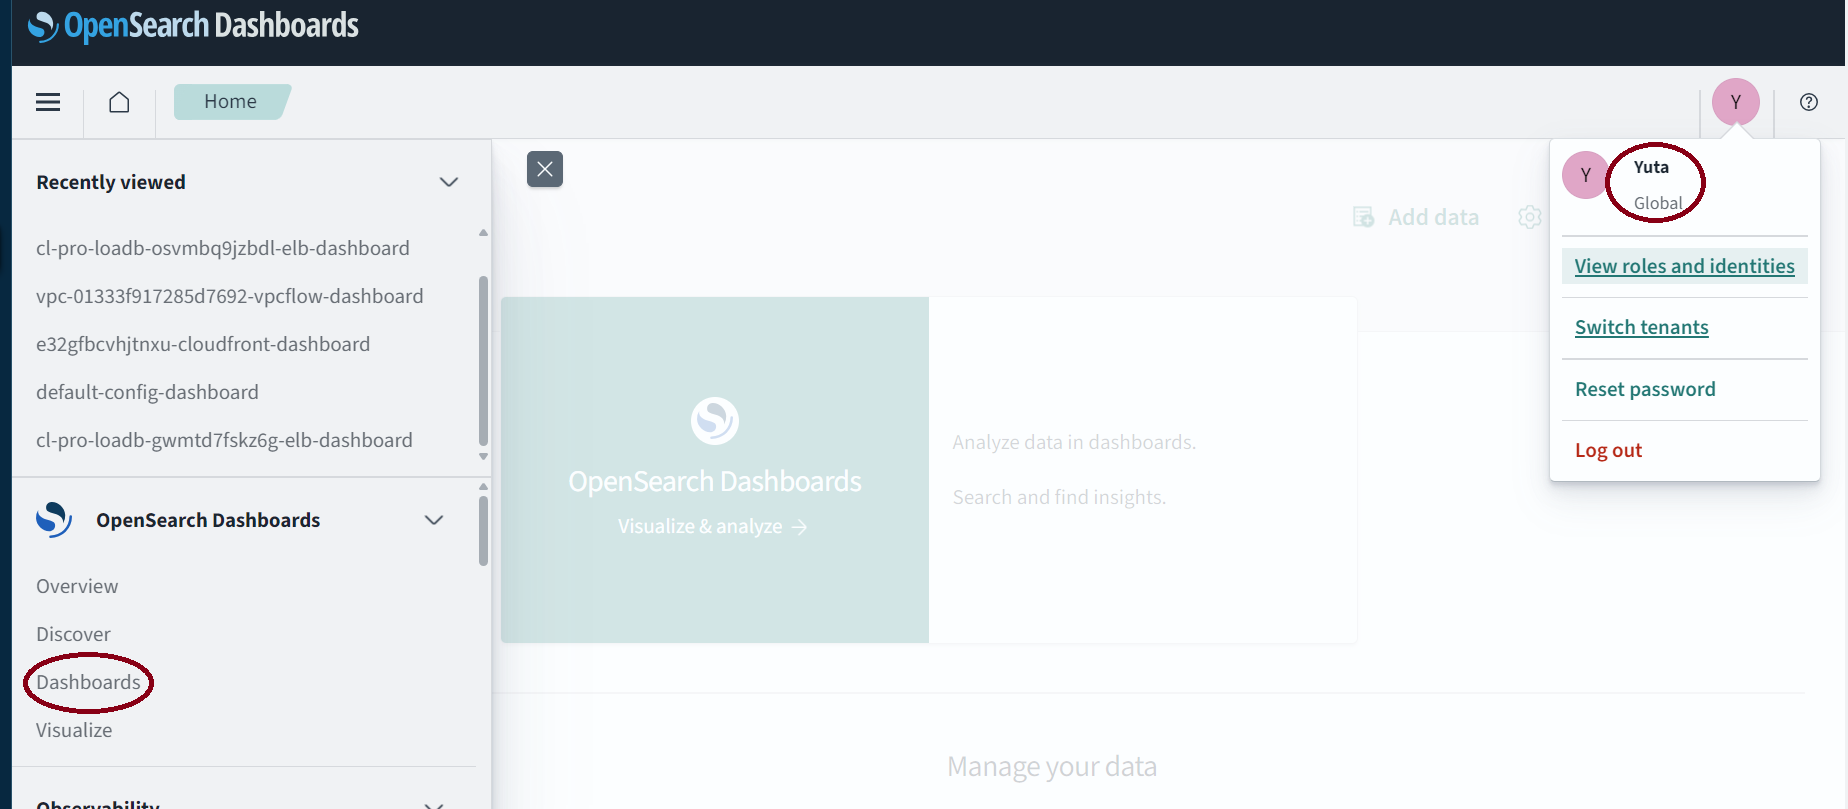 OpenSearch Dashboards
Home
Y
Recently viewed
cl-pro-loadb-osvmbq9jzbdl-elb-dashboard
vpc-01333f917285d7692-vpcflow-dashboard
e32gfbcvhjtnxu-cloudfront-dashboard
default-config-dashboard
cl-pro-loadb-gwmtd7fskz6g-elb-dashboard
OpenSearch Dashboards
Overview
Discover
Dashboards
Visualize
Observability
Add data
OpenSearch Dashboards
Visualize & analyze →
Analyze data in dashboards.
Search and find insights.
Manage your data
Y
Yuta
Global
View roles and identities
Switch tenants
Reset password
Log out